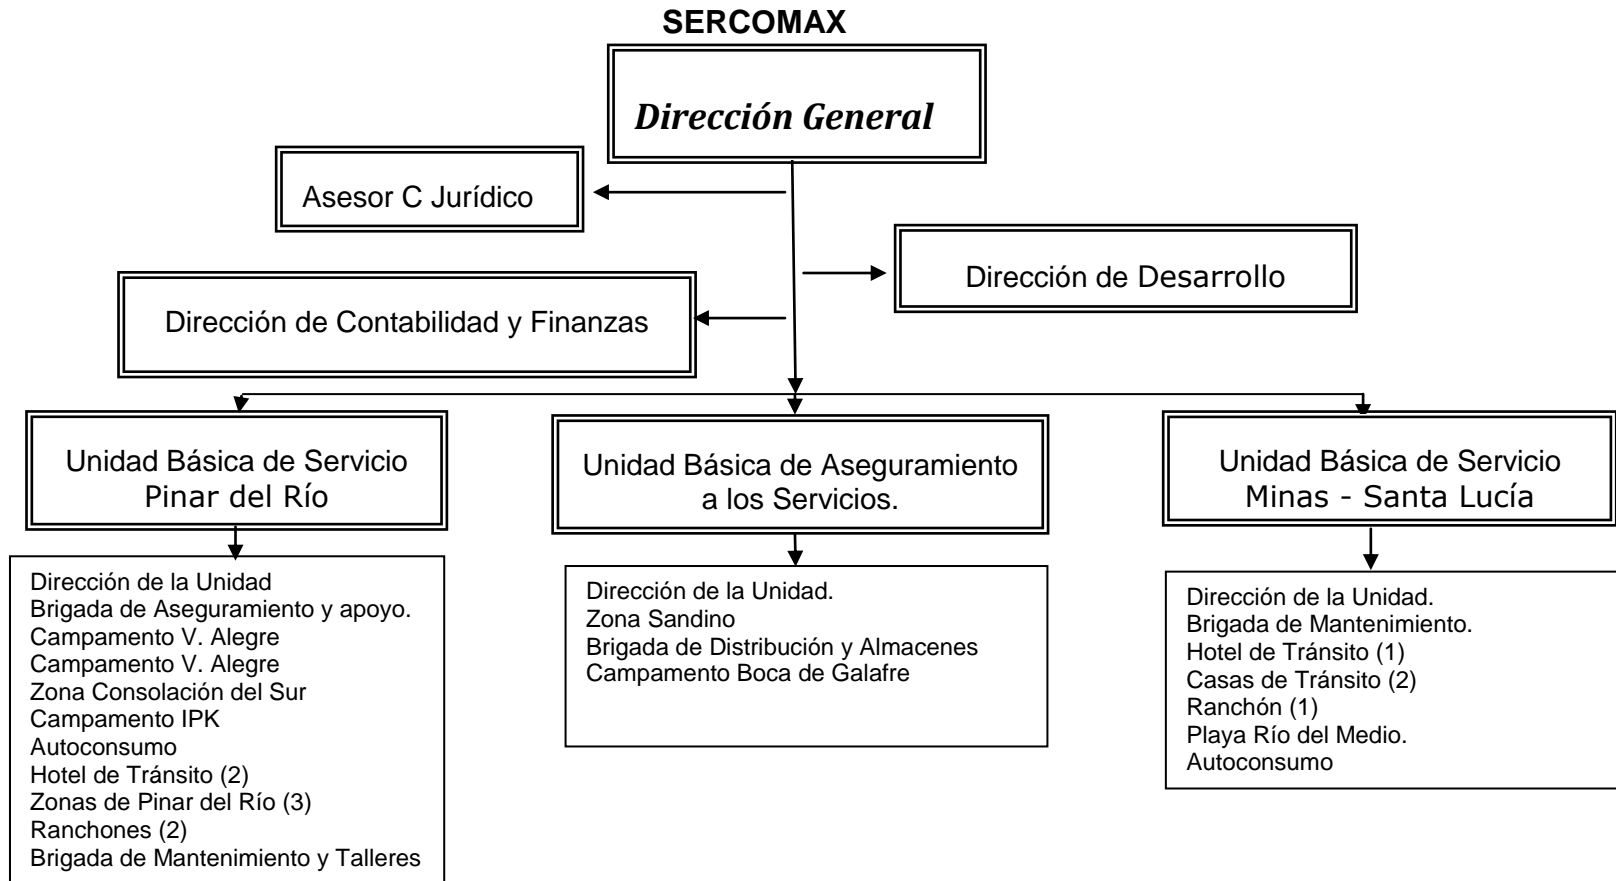 SERCOMAX
Dirección General
Asesor C Jurídico
Dirección de Desarrollo
Dirección de Contabilidad y Finanzas
Unidad Básica de Servicio
Pinar del Río
Unidad Básica de Aseguramiento
a los Servicios.
Unidad Básica de Servicio
Minas - Santa Lucía
Dirección de la Unidad
Brigada de Aseguramiento y apoyo.
Campamento V. Alegre
Campamento V. Alegre
Zona Consolación del Sur
Campamento IPK
Autoconsumo
Hotel de Tránsito (2)
Zonas de Pinar del Río (3)
Ranchones (2)
Brigada de Mantenimiento y Talleres
Dirección de la Unidad.
Zona Sandino
Brigada de Distribución y Almacenes
Campamento Boca de Galafre
Dirección de la Unidad.
Brigada de Mantenimiento.
Hotel de Tránsito (1)
Casas de Tránsito (2)
Ranchón (1)
Playa Río del Medio.
Autoconsumo